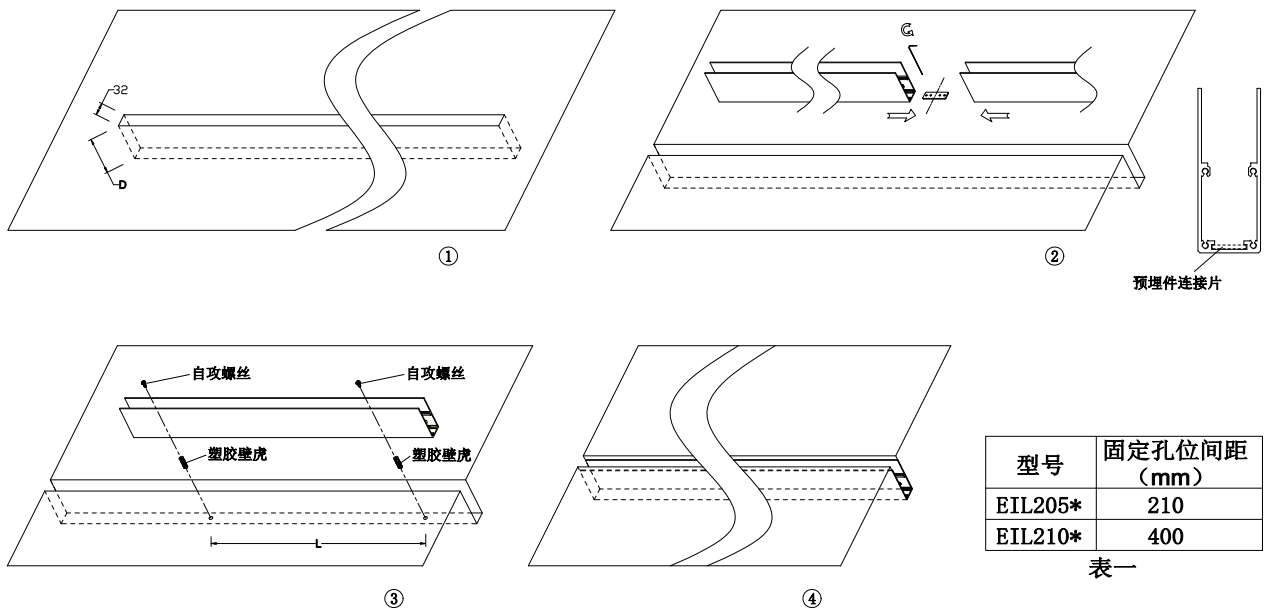 32
D
①
②
预埋件连接片
自攻螺丝
自攻螺丝
塑胶壁虎
塑胶壁虎
L
③
④
型号 固定孔位间距（mm）
EIL205* 210
EIL210* 400
表一